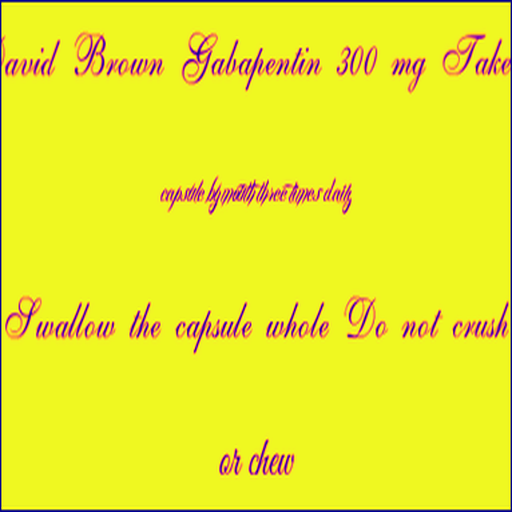 David Brown Gabapentin 300 mg Take
capsule by mouth three times daily
Swallow the capsule whole Do not crush
or chew